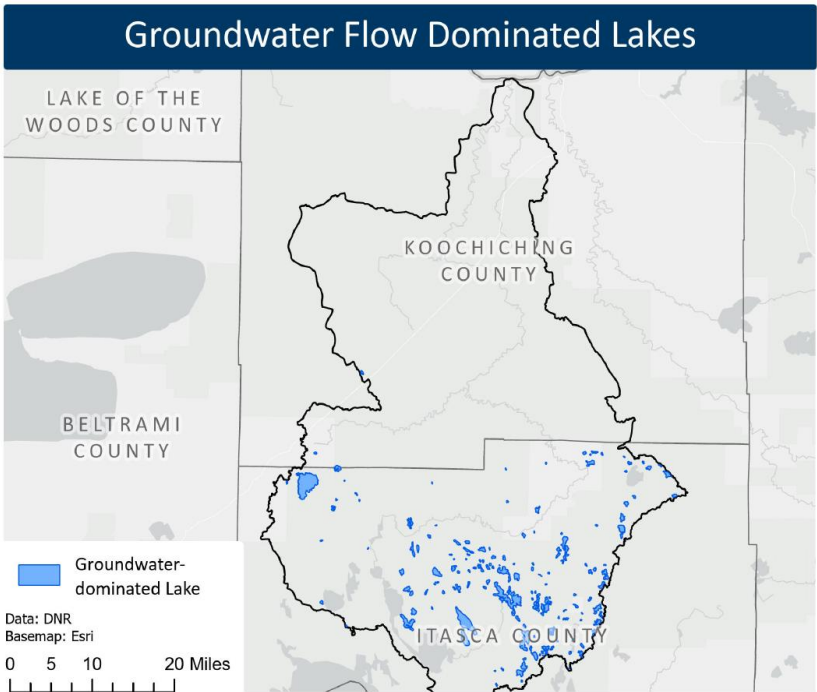 Groundwater Flow Dominated Lakes
LAKE OF THE
WOODS COUNTY
KOOCHICHING
COUNTY
BELTRAMI
COUNTY
Groundwater-
dominated Lake
Data: DNR
Basemap: Esri
ITASCA COUNTY
0 5 10 20 Miles